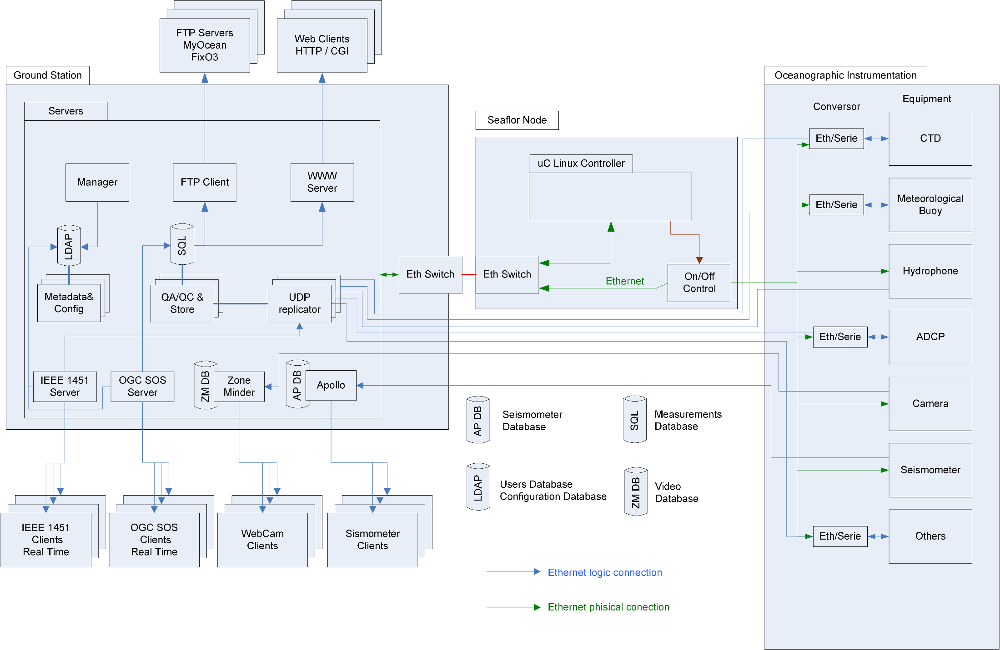 FTP Servers
MyOcean
FixO3
Web Clients
HTTP / CGI
Ground Station
Servers
Manager
FTP Client
WWW
Server
LDAP
SQL
Metadata&
Config
QA/QC &
Store
UDP
replicator
IEEE 1451
Server
OGC SOS
Server
ZM DB
Zone
Minder
AP DB
Apollo
Eth Switch
Seaflor Node
uC Linux Controller
Eth Switch
Ethernet
On/Off
Control
Oceanographic Instrumentation
Conversor
Equipment
Eth/Serie
CTD
Eth/Serie
Meteorological
Buoy
Hydrophone
Eth/Serie
ADCP
Camera
Seismometer
Eth/Serie
Others
IEEE 1451
Clients
Real Time
OGC SOS
Clients
Real Time
WebCam
Clients
Sismometer
Clients
AP DB
Seismometer
Database
SQL
Measurements
Database
LDAP
Users Database
Configuration Database
ZM DB
Video
Database
Ethernet logic connection
Ethernet phisical conection